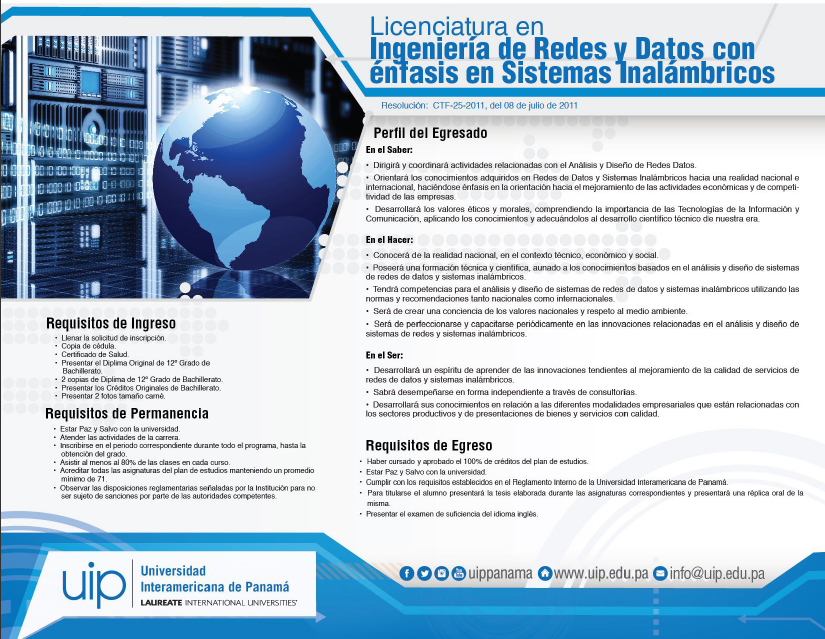 Licenciatura en
Ingeniería de Redes y Datos con
énfasis en Sistemas Inalámbricos
Resolución: CTF-25-2011, del 08 de julio de 2011
Perfil del Egresado
En el Saber:
• Dirigirá y coordinará actividades relacionadas con el Análisis y Diseño de Redes Datos.
• Orientará los conocimientos adquiridos en Redes de Datos y Sistemas Inalámbricos hacia una realidad nacional e
internacional, haciéndose énfasis en la orientación hacia el mejoramiento de las actividades económicas y de competi-
tividad de las empresas.
• Desarrollará los valores éticos y morales, comprendiendo la importancia de las Tecnologías de la Información y
Comunicación, aplicando los conocimientos y adecuándolos al desarrollo científico técnico de nuestra era.
En el Hacer:
• Conocerá de la realidad nacional, en el contexto técnico, económico y social.
• Poseerá una formación técnica y científica, aunado a los conocimientos basados en el análisis y diseño de sistemas
de redes de datos y sistemas inalámbricos.
• Tendrá competencias para el análisis y diseño de sistemas de redes de datos y sistemas inalámbricos utilizando las
normas y recomendaciones tanto nacionales como internacionales.
• Será de crear una conciencia de los valores nacionales y respeto al medio ambiente.
• Será de perfeccionarse y capacitarse periódicamente en las innovaciones relacionadas en el análisis y diseño de
sistemas de redes y sistemas inalámbricos.
En el Ser:
• Desarrollará un espíritu de aprender de las innovaciones tendientes al mejoramiento de la calidad de servicios de
redes de datos y sistemas inalámbricos.
• Sabrá desempeñarse en forma independiente a través de consultorías.
• Desarrollará sus conocimientos en relación a las diferentes modalidades empresariales que están relacionadas con
los sectores productivos y de presentaciones de bienes y servicios con calidad.
Requisitos de Egreso
• Haber cursado y aprobado el 100% de créditos del plan de estudios.
• Estar Paz y Salvo con la universidad.
• Cumplir con los requisitos establecidos en el Reglamento Interno de la Universidad Interamericana de Panamá.
• Para titularse el alumno presentará la tesis elaborada durante las asignaturas correspondientes y presentará una réplica oral de la
misma.
• Presentar el examen de suficiencia del idioma inglés.
Requisitos de Ingreso
• Llenar la solicitud de inscripción.
• Copia de cédula.
• Certificado de Salud.
• Presentar el Diplima Original de 12º Grado de
Bachillerato.
• 2 copias de Diplima de 12º Grado de Bachillerato.
• Presentar los Créditos Originales de Bachillerato.
• Presentar 2 fotos tamaño carné.
Requisitos de Permanencia
• Estar Paz y Salvo con la universidad.
• Atender las actividades de la carrera.
• Inscribirse en el periodo correspondiente durante todo el programa, hasta la
obtención del grado.
• Asistir al menos al 80% de las clases en cada curso.
• Acreditar todas las asignaturas del plan de estudios manteniendo un promedio
mínimo de 71.
• Observar las disposiciones reglamentarias señaladas por la Institución para no
ser sujeto de sanciones por parte de las autoridades competentes.
uip
Universidad
Interamericana de Panamá
LAUREATE INTERNATIONAL UNIVERSITIES®
uippanama www.uip.edu.pa info@uip.edu.pa